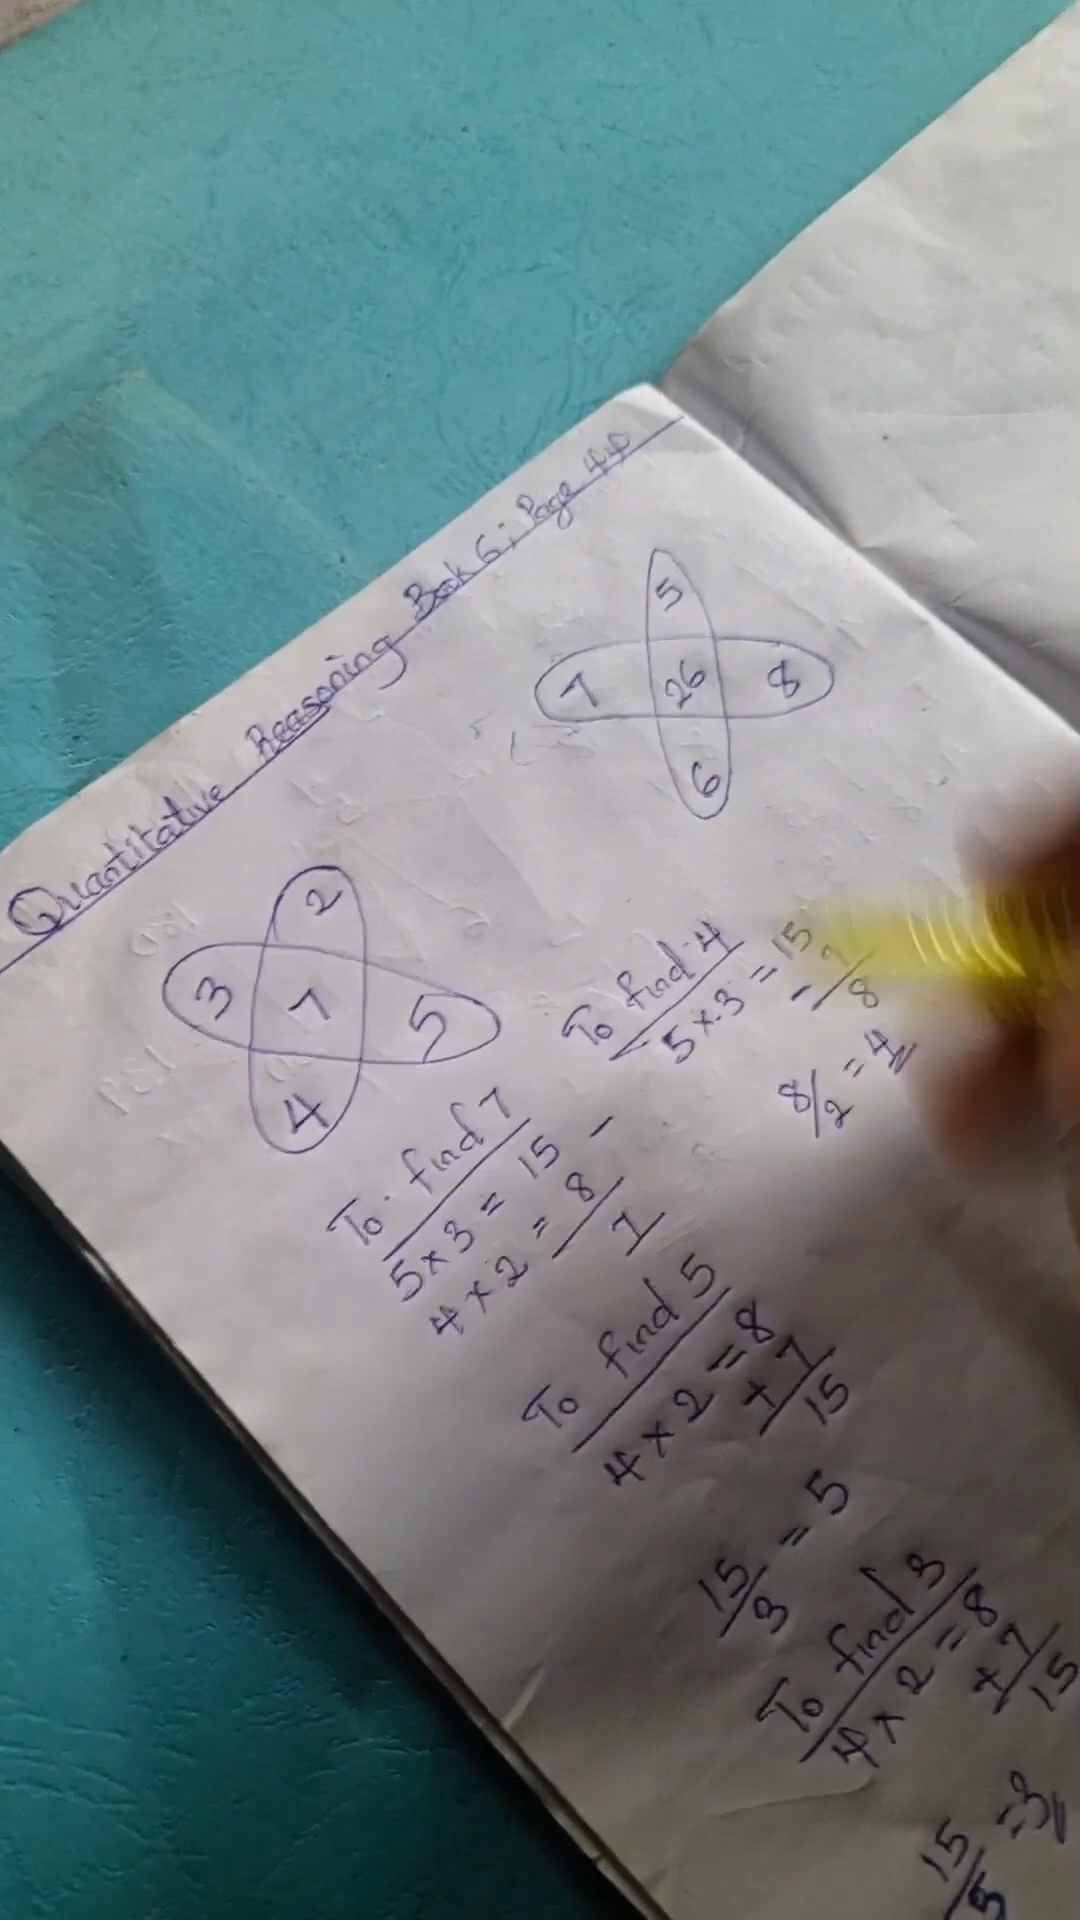 Quantitative Reasoning Book 6; Page 44
5
7 26 8
6
2
3 7 5
4
To find 7
5 x 3 = 15 -
4 x 2 = 8
7
To find 4
5 x 3 = 15
- 7
8
8/2 = 4
To find 5
4 x 2 = 8
+ 7
15
15/3 = 5
To find 3
4 x 2 = 8
+ 7
15
15/5 = 3